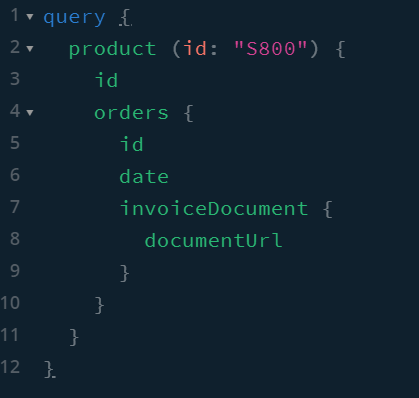 1 query {
2 product (id: "S800") {
3 id
4 orders {
5 id
6 date
7 invoiceDocument {
8 documentUrl
9 }
10 }
11 }
12 }